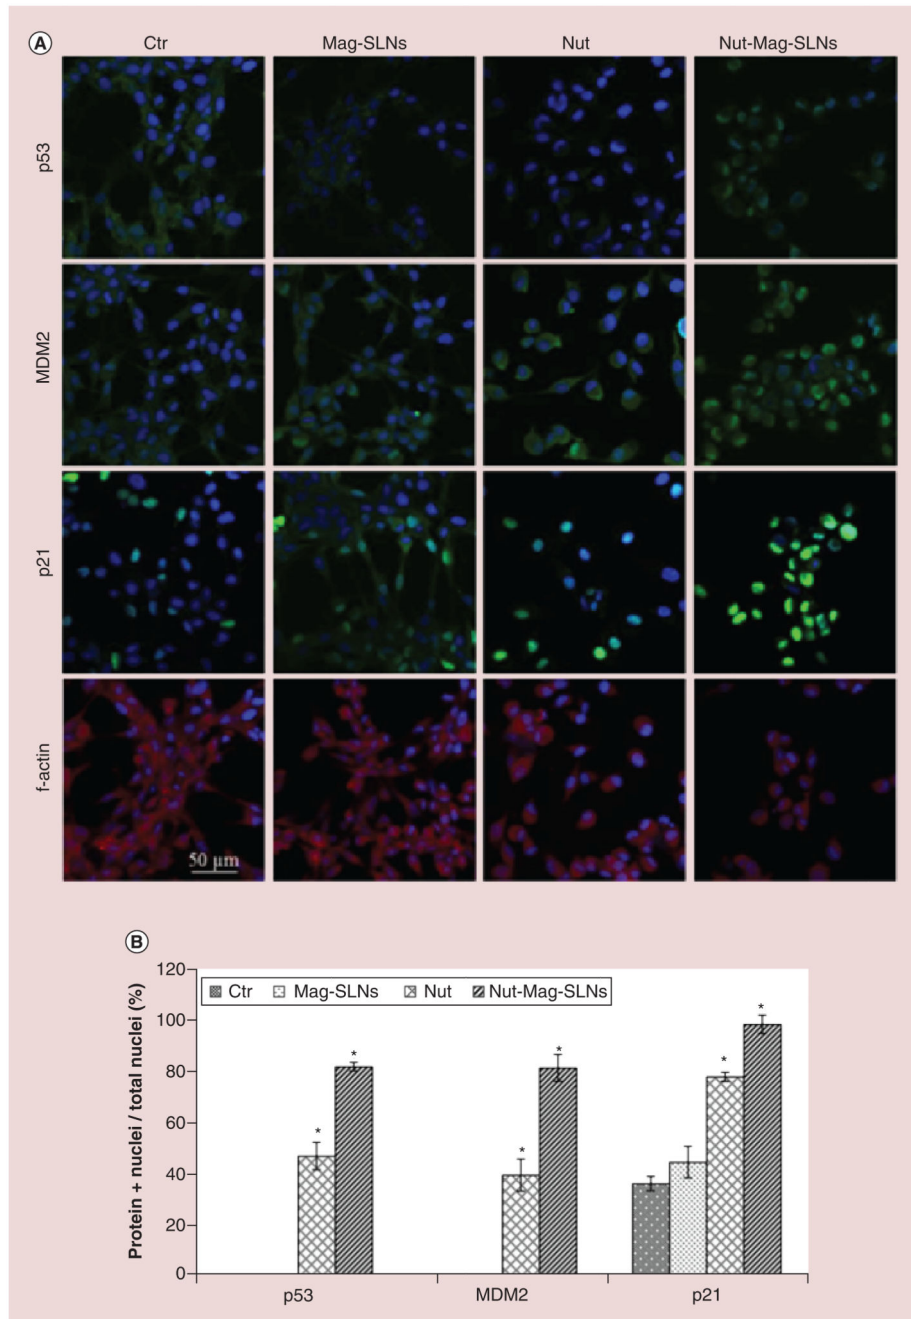 A
Ctr Mag-SLNs Nut Nut-Mag-SLNs
p53
MDM2
p21
f-actin
50 µm
B
Protein + nuclei / total nuclei (%)
120
100
80
60
40
20
0
Ctr Mag-SLNs Nut Nut-Mag-SLNs
* * * * * *
p53 MDM2 p21